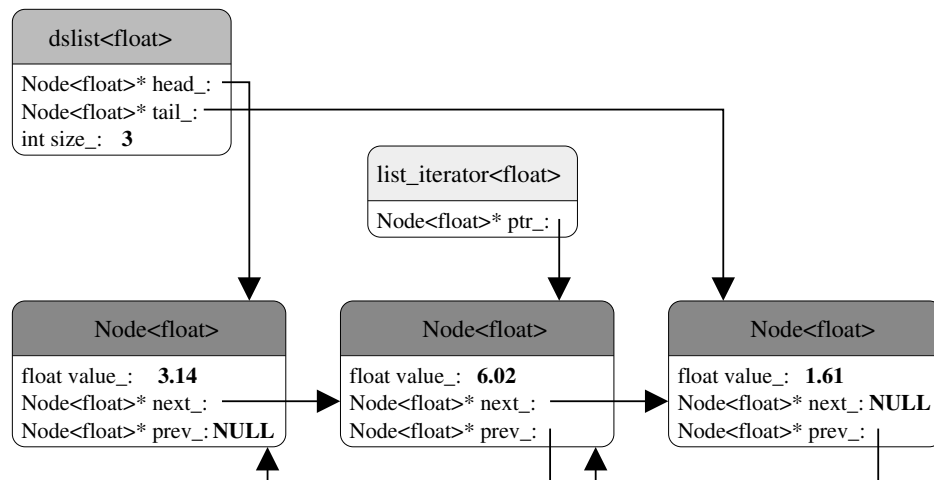 dslist<float>
Node<float>* head_:
Node<float>* tail_:
int size_: 3
list_iterator<float>
Node<float>* ptr_:
Node<float>
float value_: 3.14
Node<float>* next_:
Node<float>* prev_: NULL
Node<float>
float value_: 6.02
Node<float>* next_:
Node<float>* prev_:
Node<float>
float value_: 1.61
Node<float>* next_: NULL
Node<float>* prev_: